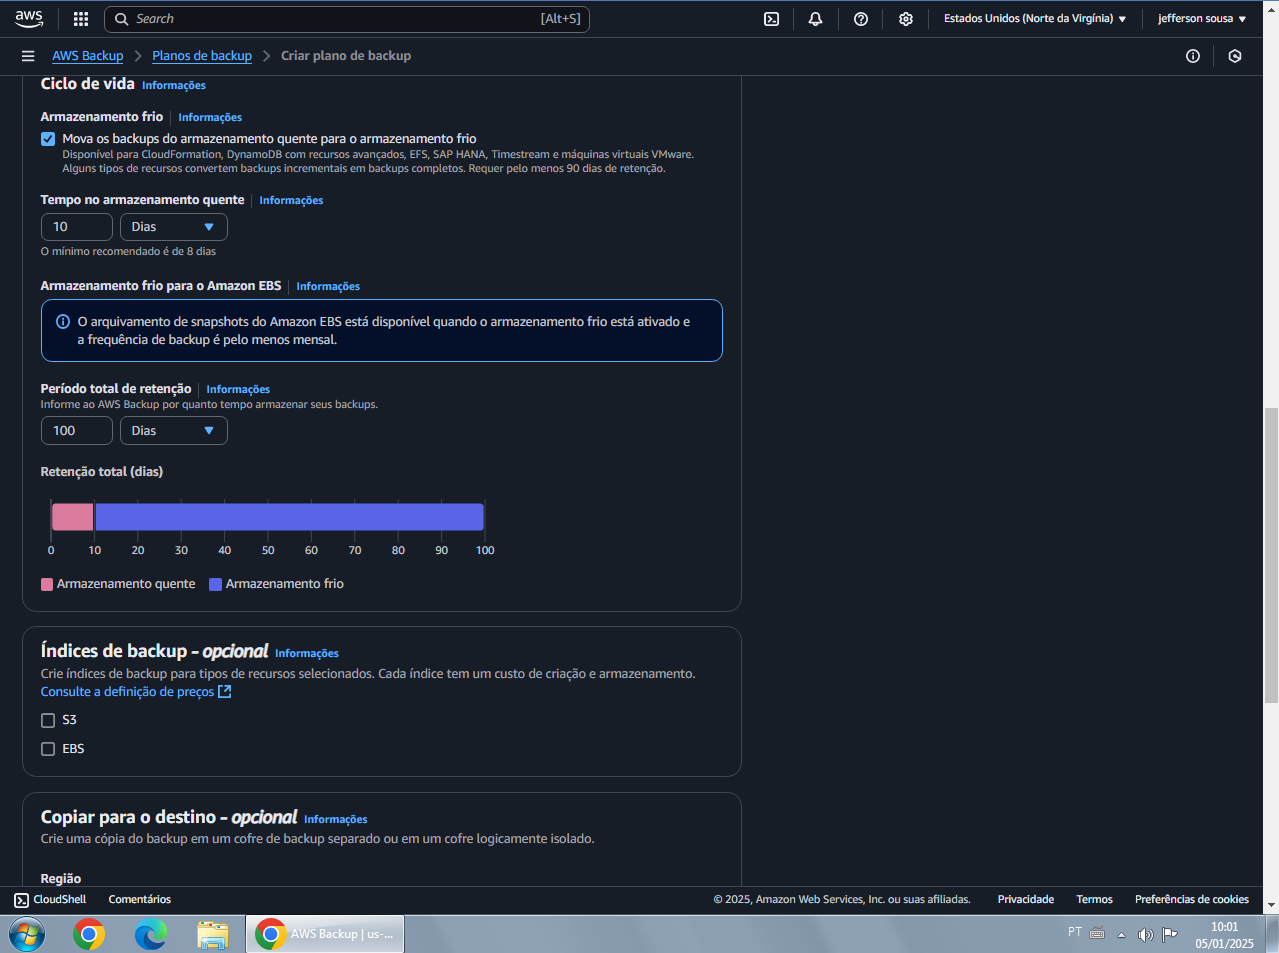 aws
Search
[Alt+S]
Estados Unidos (Norte da Virgínia)
jefferson sousa
AWS Backup
Planos de backup
Criar plano de backup
Ciclo de vida Informações
Armazenamento frio Informações
Mova os backups do armazenamento quente para o armazenamento frio
Disponível para CloudFormation, DynamoDB com recursos avançados, EFS, SAP HANA, Timestream e máquinas virtuais VMware.
Alguns tipos de recursos convertem backups incrementais em backups completos. Requer pelo menos 90 dias de retenção.
Tempo no armazenamento quente Informações
10 Dias
O mínimo recomendado é de 8 dias
Armazenamento frio para o Amazon EBS Informações
O arquivamento de snapshots do Amazon EBS está disponível quando o armazenamento frio está ativado e
a frequência de backup é pelo menos mensal.
Período total de retenção Informações
Informe ao AWS Backup por quanto tempo armazenar seus backups.
100 Dias
Retenção total (dias)
0 10 20 30 40 50 60 70 80 90 100
Armazenamento quente Armazenamento frio
Índices de backup - opcional Informações
Crie índices de backup para tipos de recursos selecionados. Cada índice tem um custo de criação e armazenamento.
Consulte a definição de preços
S3
EBS
Copiar para o destino - opcional Informações
Crie uma cópia do backup em um cofre de backup separado ou em um cofre logicamente isolado.
Região
CloudShell Comentários © 2025, Amazon Web Services, Inc. ou suas afiliadas. Privacidade Termos Preferências de cookies
AWS Backup | us-...
PT
10:01
05/01/2025